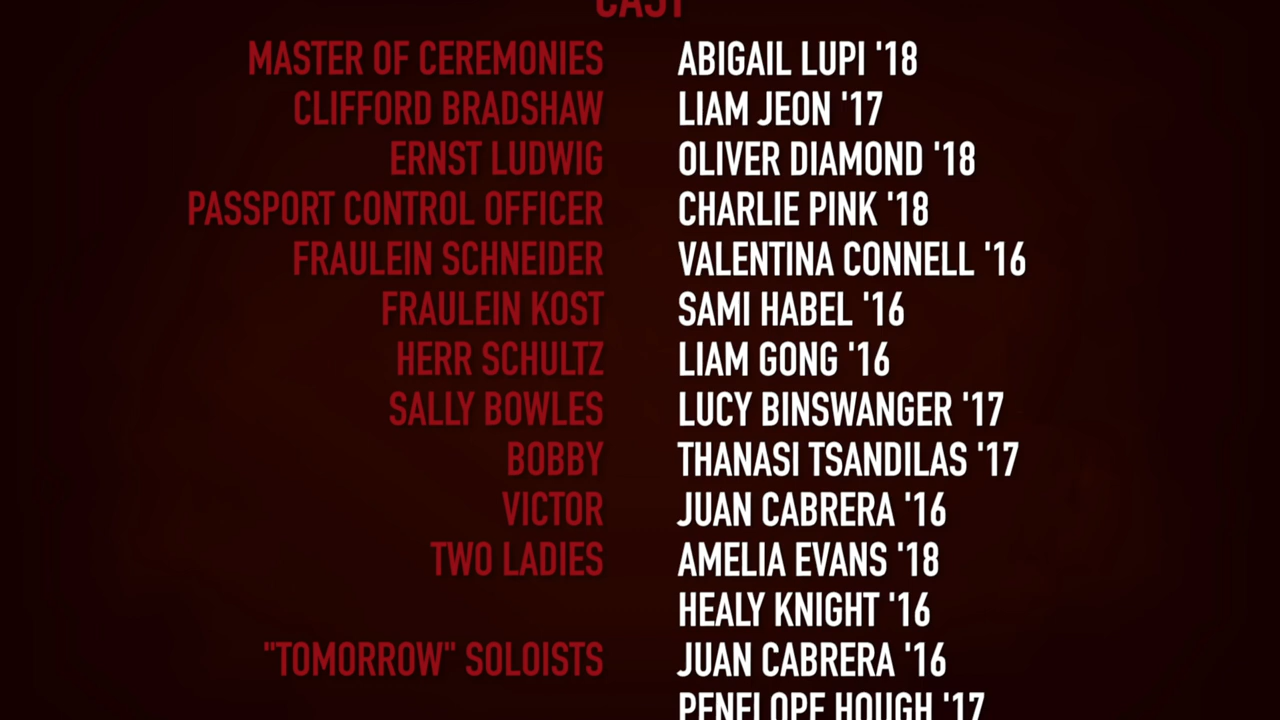 CAST
MASTER OF CEREMONIES ABIGAIL LUPI '18
CLIFFORD BRADSHAW LIAM JEON '17
ERNST LUDWIG OLIVER DIAMOND '18
PASSPORT CONTROL OFFICER CHARLIE PINK '18
FRAULEIN SCHNEIDER VALENTINA CONNELL '16
FRAULEIN KOST SAMI HABEL '16
HERR SCHULTZ LIAM GONG '16
SALLY BOWLES LUCY BINSWANGER '17
BOBBY THANASI TSANDILAS '17
VICTOR JUAN CABRERA '16
TWO LADIES AMELIA EVANS '18
HEALY KNIGHT '16
"TOMORROW" SOLOISTS JUAN CABRERA '16
PENELOPE HOUGH '17